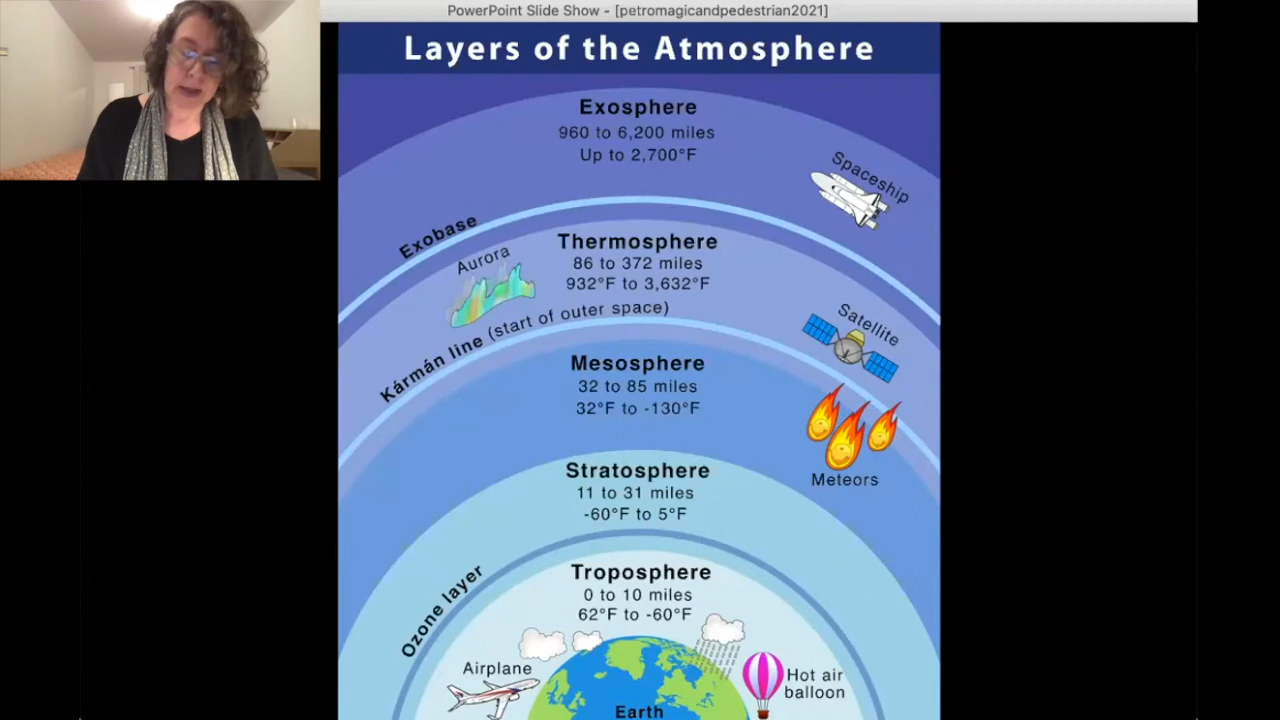 PowerPoint Slide Show - [petromagicandpedestrian2021]
Layers of the Atmosphere
Exosphere
960 to 6,200 miles
Up to 2,700°F
Spaceship
Exobase
Thermosphere
86 to 372 miles
932°F to 3,632°F
Aurora
Satellite
Kármán line (start of outer space)
Mesosphere
32 to 85 miles
32°F to -130°F
Meteors
Stratosphere
11 to 31 miles
-60°F to 5°F
Ozone layer
Troposphere
0 to 10 miles
62°F to -60°F
Airplane
Hot air
balloon
Earth